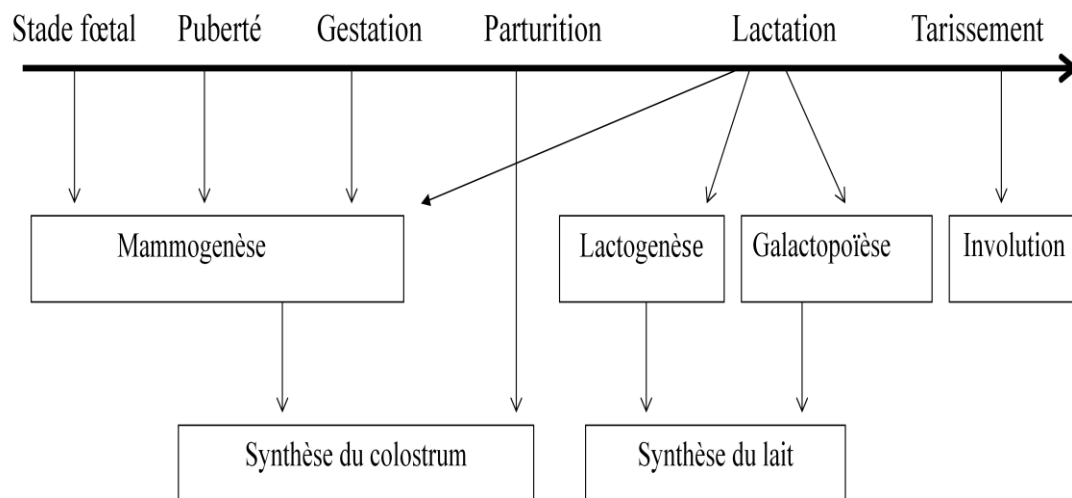 Stade fœtal Puberté Gestation Parturition Lactation Tarissement
Mammogenèse Lactogenèse Galactopoïèse Involution
Synthèse du colostrum Synthèse du lait